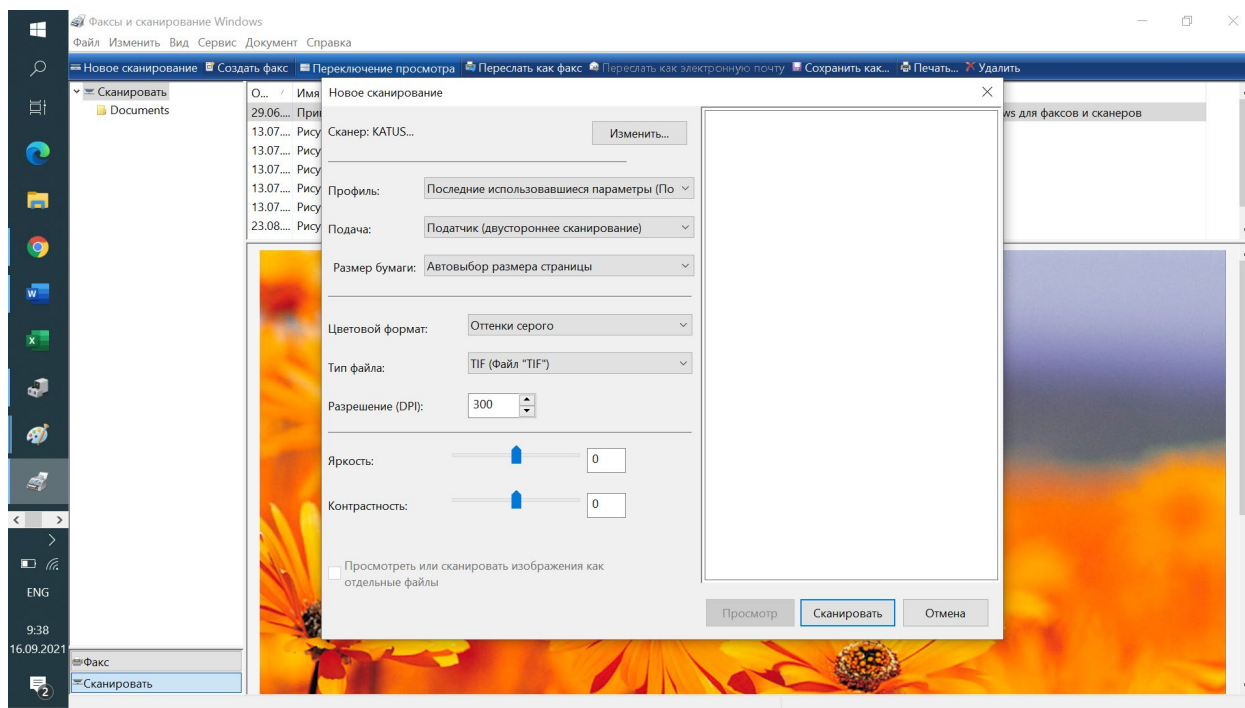 Факсы и сканирование Windows
Файл Изменить Вид Сервис Документ Справка
Новое сканирование Создать факс Переключение просмотра Переслать как факс Переслать как электронную почту Сохранить как... Печать... Удалить
Сканировать
Documents
О... Имя
29.06....
13.07.... Рису
13.07.... Рису
13.07.... Рису
13.07.... Рису
13.07.... Рису
23.08.... Рису
ws для факсов и сканеров
Новое сканирование
Сканер: KATUS...
Изменить...
Профиль: Последние использовавшиеся параметры (По
Подача: Податчик (двустороннее сканирование)
Размер бумаги: Автовыбор размера страницы
Цветовой формат: Оттенки серого
Тип файла: TIF (Файл "TIF")
Разрешение (DPI): 300
Яркость: 0
Контрастность: 0
Просмотреть или сканировать изображения как
отдельные файлы
Просмотр Сканировать Отмена
Факс
Сканировать
ENG
9:38
16.09.2021
2